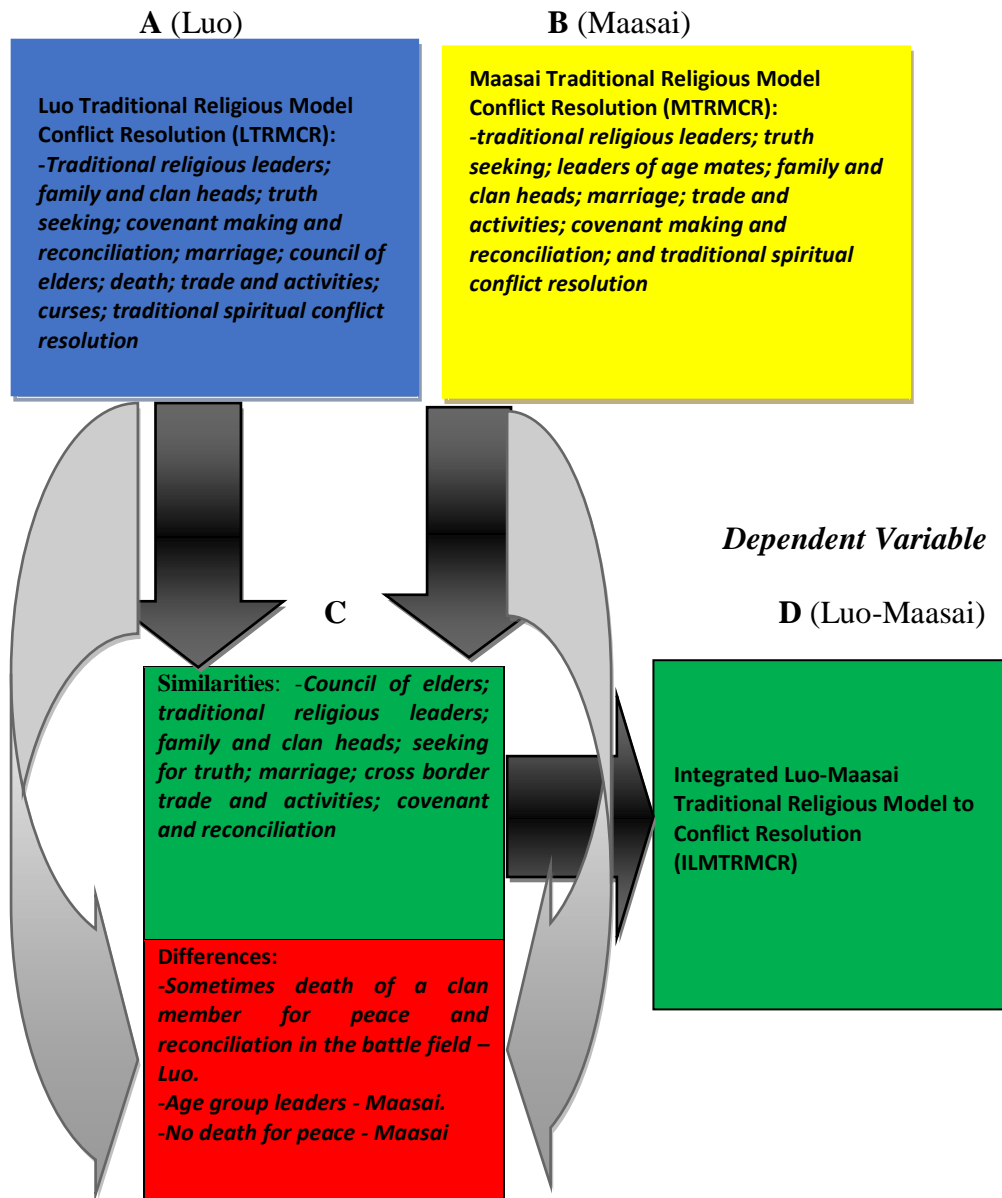 A (Luo)
B (Maasai)
Luo Traditional Religious Model
Conflict Resolution (LTRMCR):
-Traditional religious leaders;
family and clan heads; truth
seeking; covenant making and
reconciliation; marriage; council of
elders; death; trade and activities;
curses; traditional spiritual conflict
resolution
Maasai Traditional Religious Model
Conflict Resolution (MTRMCR):
-traditional religious leaders; truth
seeking; leaders of age mates; family and
clan heads; marriage; trade and
activities; covenant making and
reconciliation; and traditional spiritual
conflict resolution
Dependent Variable
C
D (Luo-Maasai)
Similarities: -Council of elders;
traditional religious leaders;
family and clan heads; seeking
for truth; marriage; cross border
trade and activities; covenant
and reconciliation
Integrated Luo-Maasai
Traditional Religious Model to
Conflict Resolution
(ILMTRMCR)
Differences:
-Sometimes death of a clan
member for peace and
reconciliation in the battle field –
Luo.
-Age group leaders - Maasai.
-No death for peace - Maasai